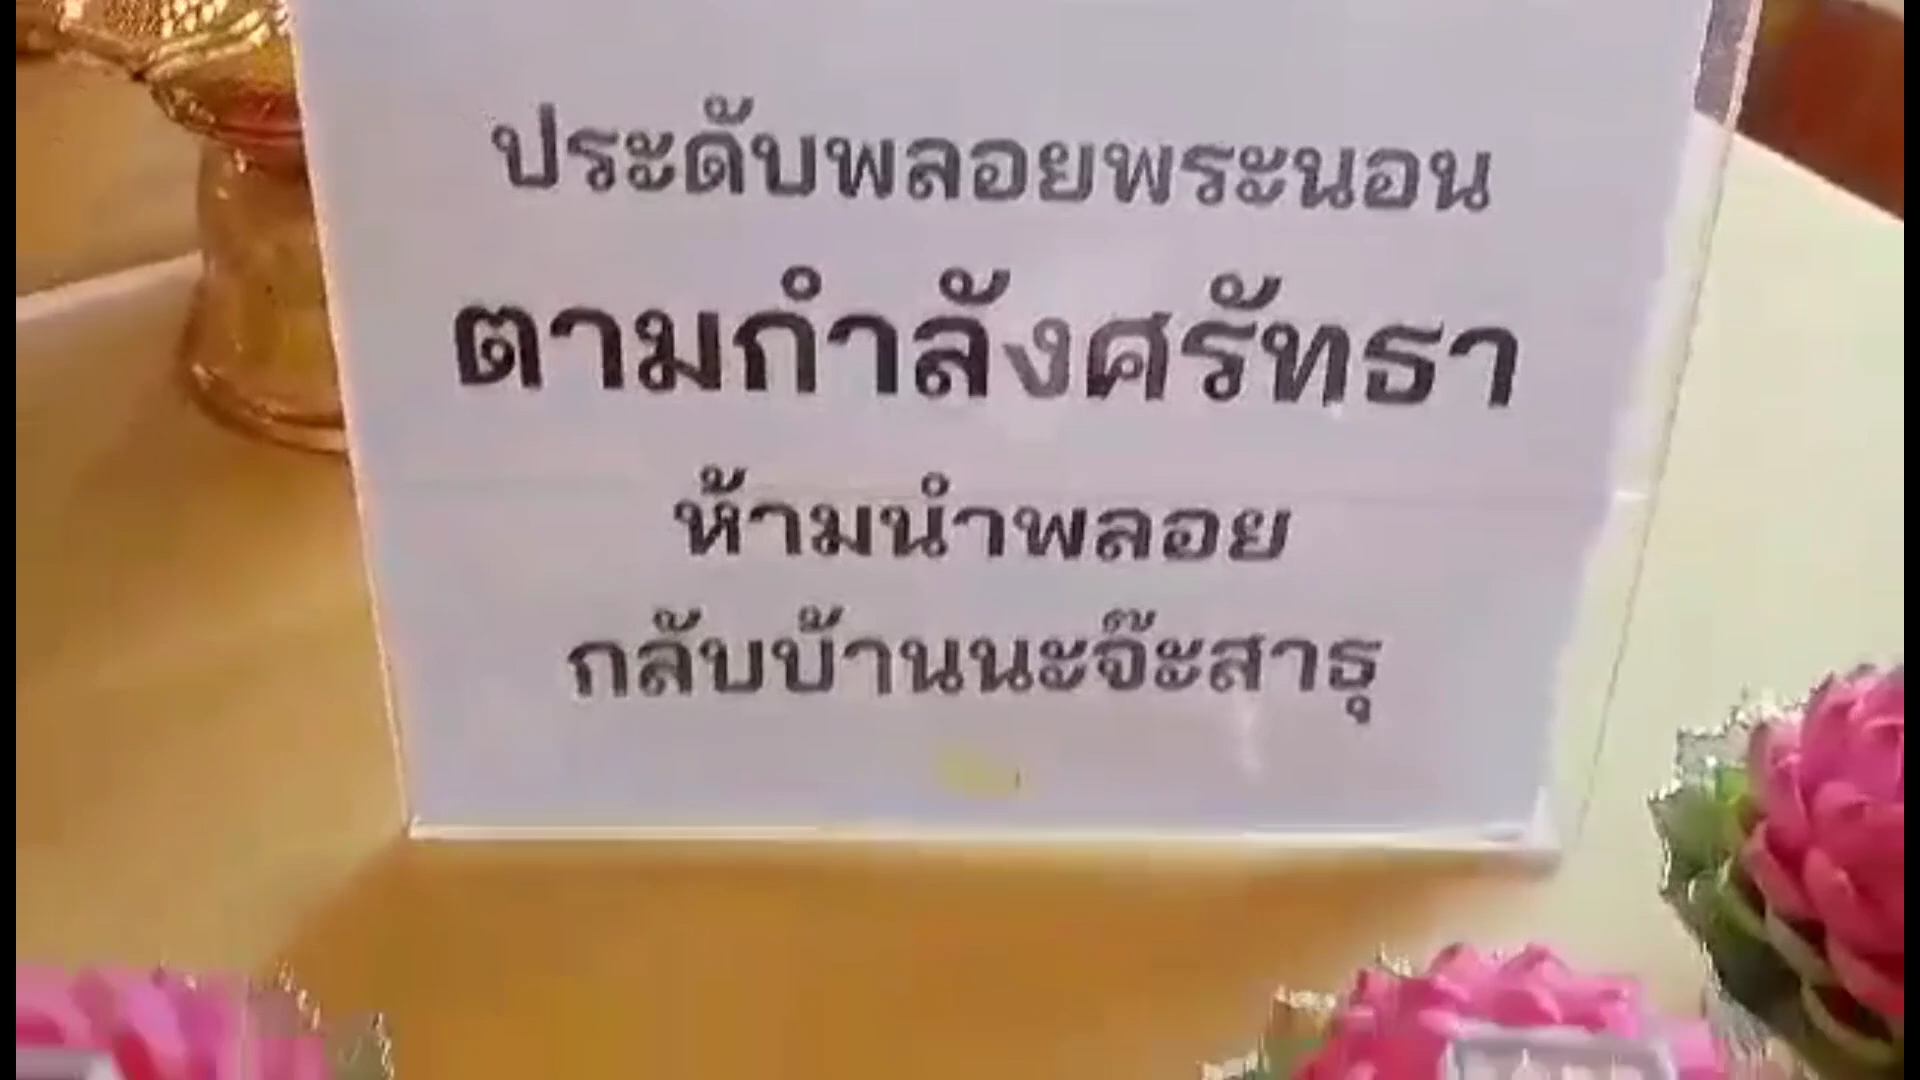 ประดับพลอยพระนอน
ตามกำลังศรัทธา
ห้ามนำพลอย
กลับบ้านนะจ๊ะสาธุ